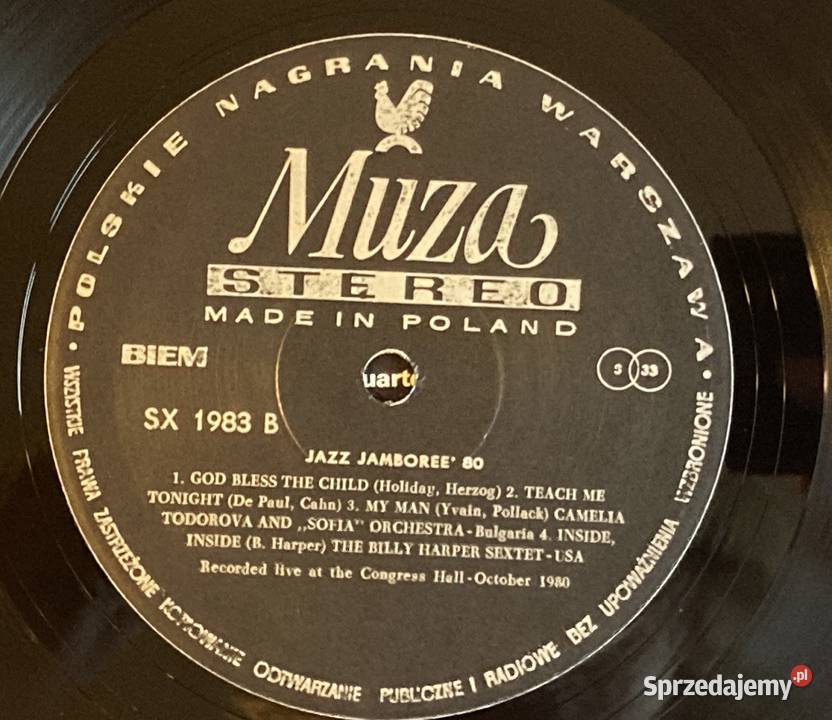 • POLSKIE NAGRANIA WARSZAWA •
Muza
STEREO
MADE IN POLAND
BIEM
uart
S 33
SX 1983 B
JAZZ JAMBOREE' 80
1. GOD BLESS THE CHILD (Holiday, Herzog) 2. TEACH ME
TONIGHT (De Paul, Cahn) 3. MY MAN (Yvain, Pollack) CAMELIA
TODOROVA AND „SOFIA" ORCHESTRA-Bulgaria 4. INSIDE,
INSIDE (B. Harper) THE BILLY HARPER SEXTET-USA
Recorded live at the Congress Hall-October 1980
WSZYSTKIE PRAWA ZASTRZEŻONE KOPIOWANIE ODTWARZANIE PUBLICZNE I RADIOWE BEZ UPOWAŻNIENIA WZBRONIONE
Sprzedajemy.pl